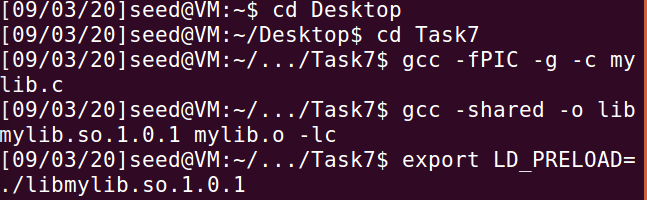 [09/03/20]seed@VM:~$ cd Desktop
[09/03/20]seed@VM:~/Desktop$ cd Task7
[09/03/20]seed@VM:~/.../Task7$ gcc -fPIC -g -c my
lib.c
[09/03/20]seed@VM:~/.../Task7$ gcc -shared -o lib
mylib.so.1.0.1 mylib.o -lc
[09/03/20]seed@VM:~/.../Task7$ export LD_PRELOAD=
./libmylib.so.1.0.1